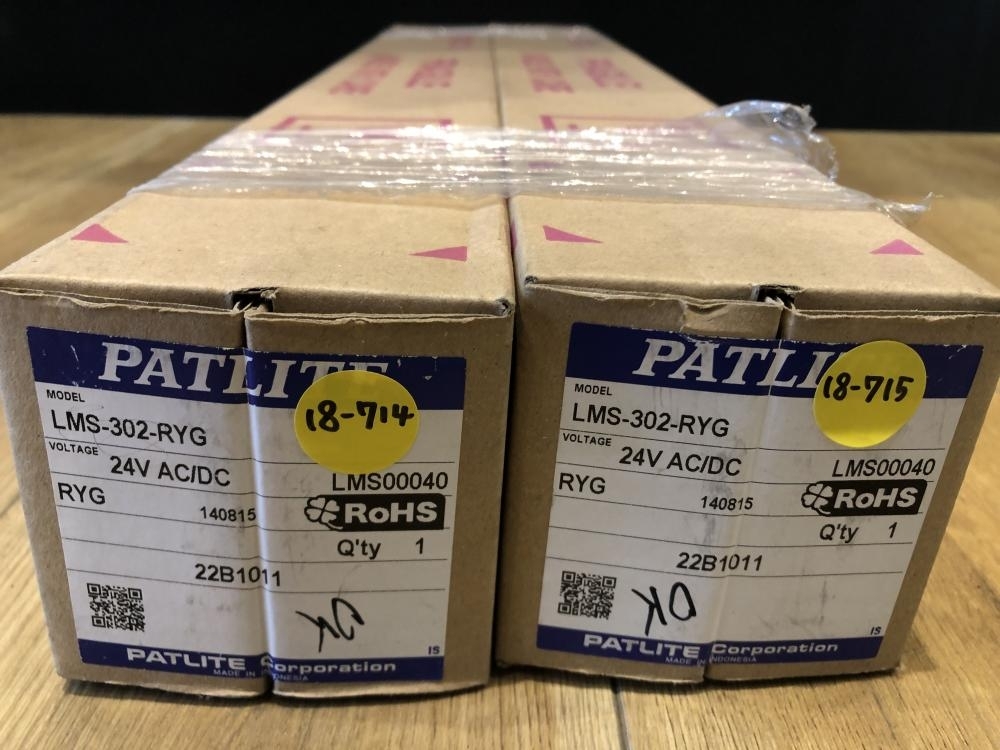 PATLITE
18-714
MODEL
LMS-302-RYG
VOLTAGE
24V AC/DC
LMS00040
RYG
140815
RoHS
Q'ty 1
22B1011
OK
IS
PATLITE Corporation
MADE IN INDONESIA
PATLI
18-715
MODEL
LMS-302-RYG
VOLTAGE
24V AC/DC
LMS00040
RYG
140815
RoHS
Q'ty 1
22B1011
OK
IS
PATLITE Corporation
MADE IN INDONESIA